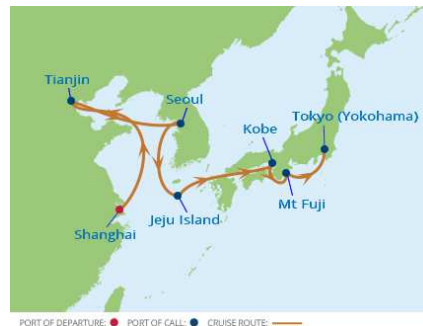 Tianjin
Seoul
Tokyo (Yokohama)
Kobe
Mt Fuji
Jeju Island
Shanghai
PORT OF DEPARTURE: PORT OF CALL: CRUISE ROUTE: